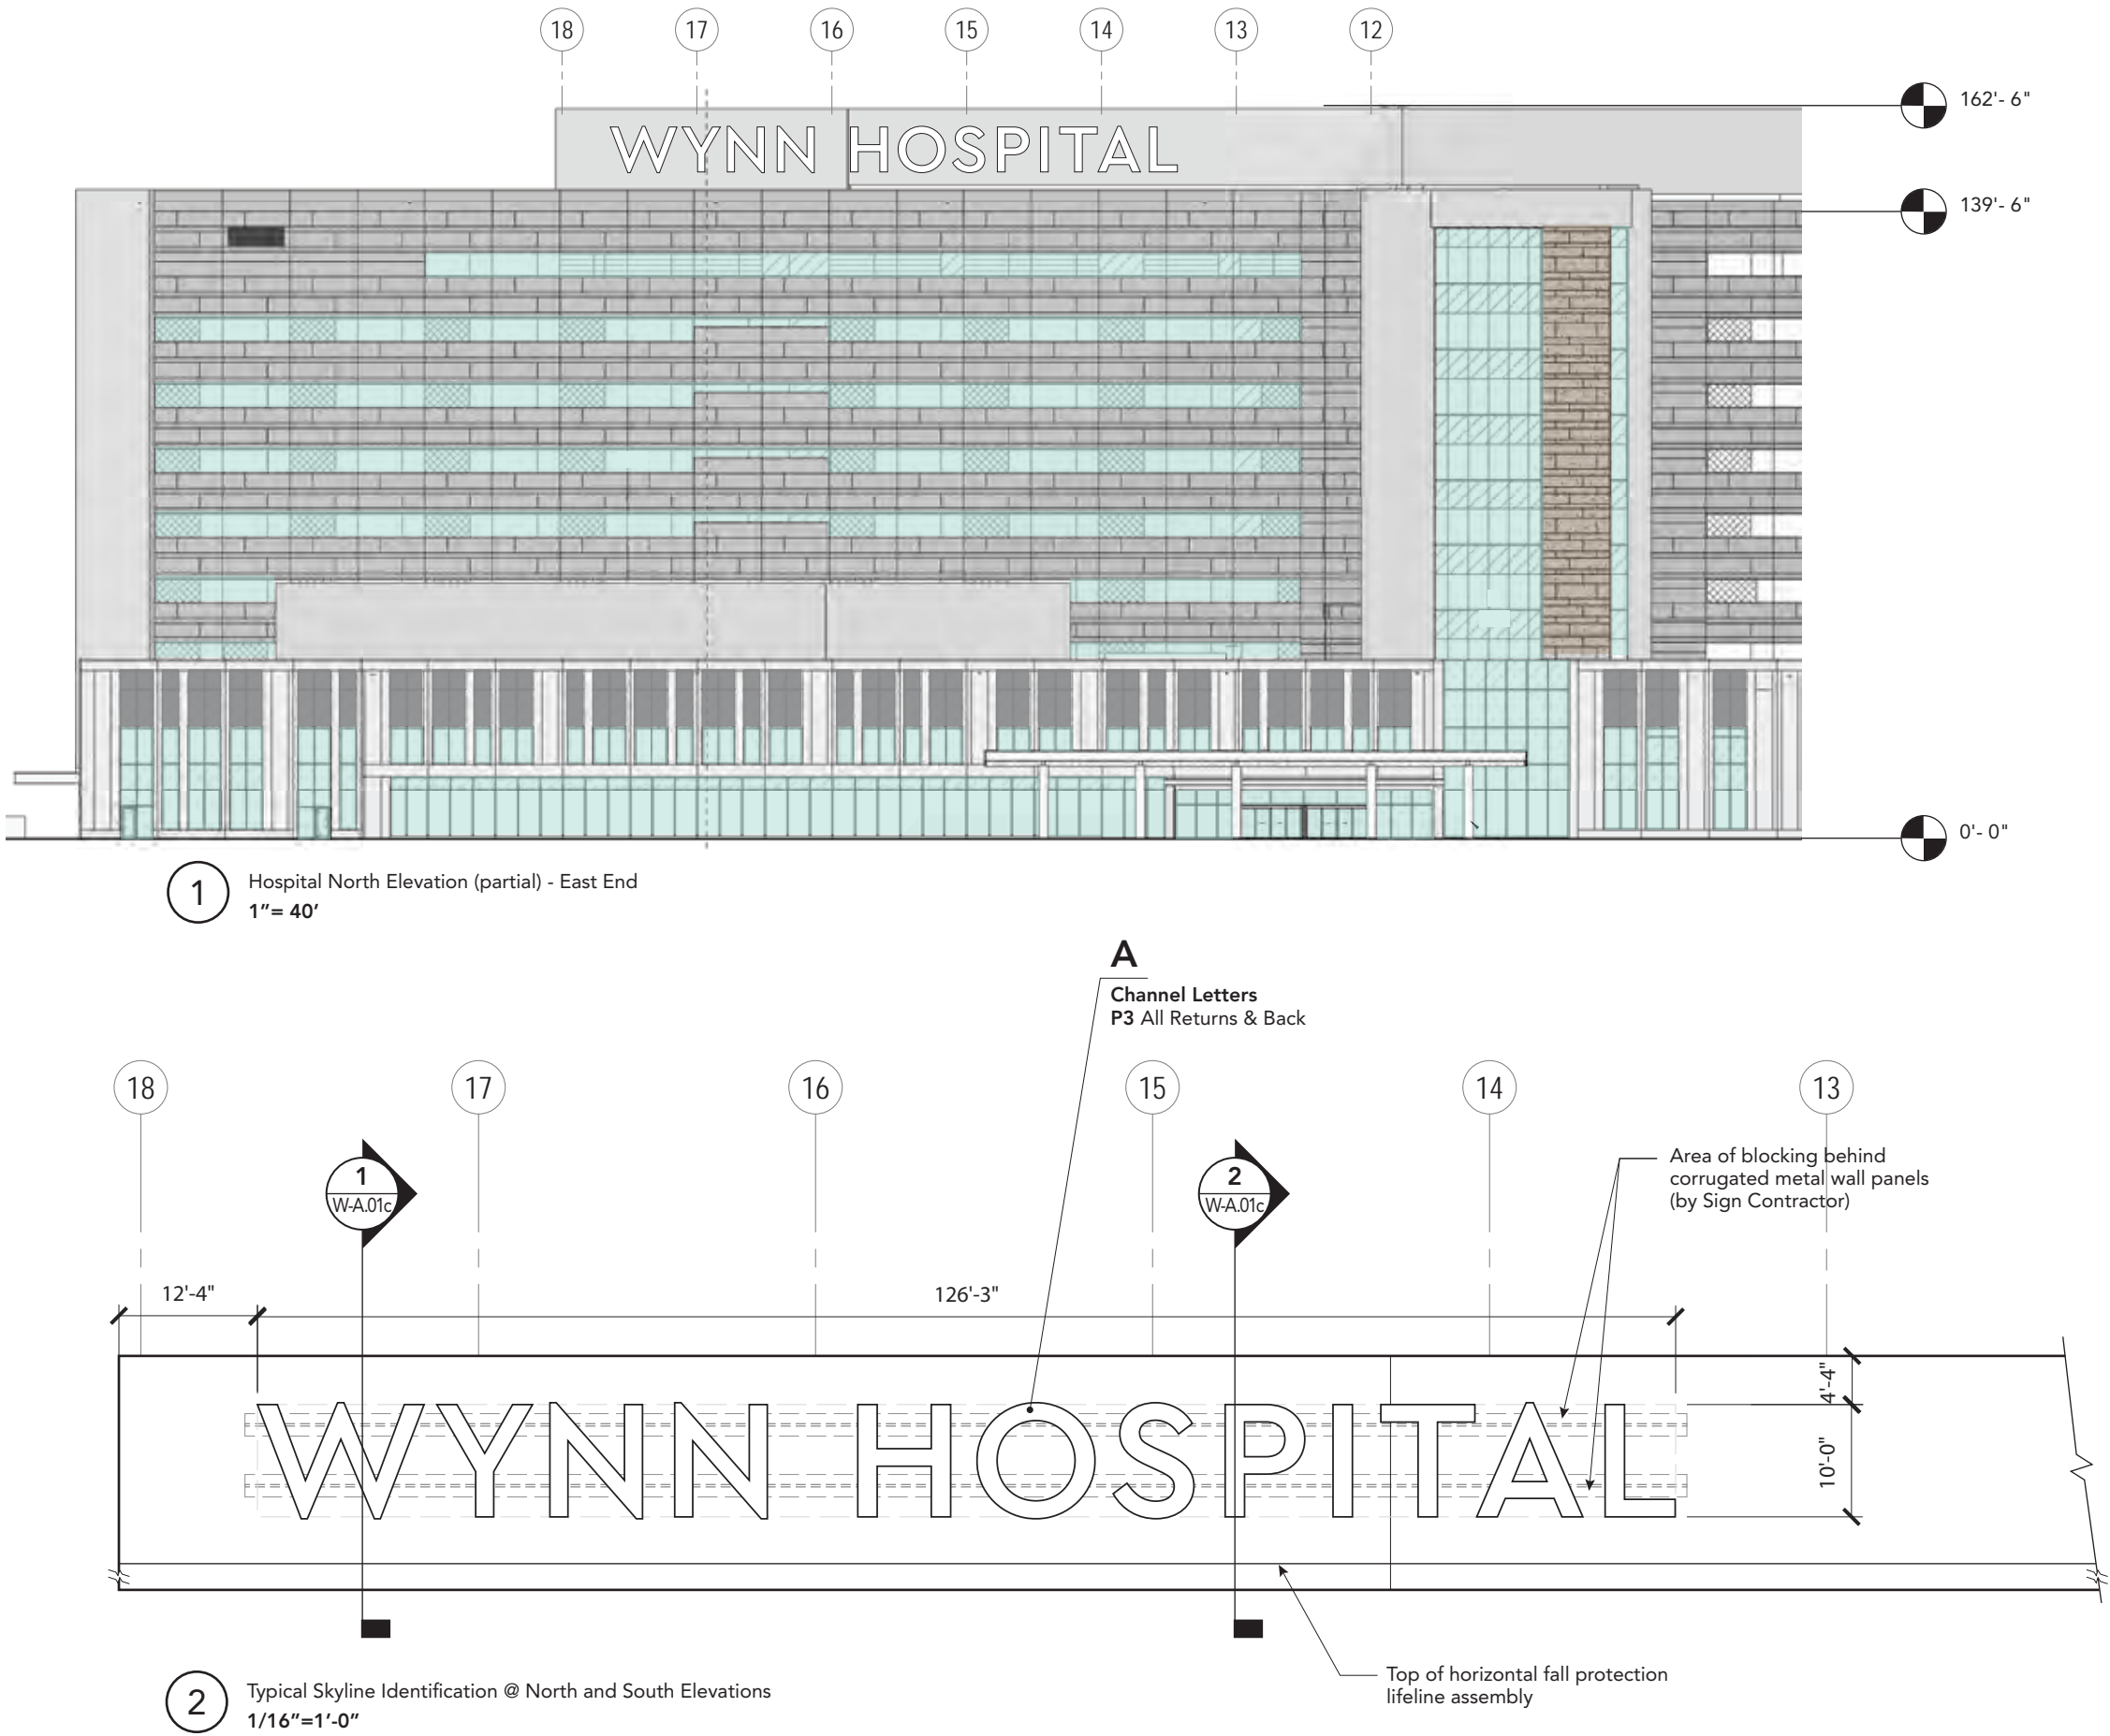 18 17 16 15 14 13 12
162'- 6"
WYNN HOSPITAL
139'- 6"
0'- 0"
1 Hospital North Elevation (partial) - East End
1”= 40’
A
Channel Letters
P3 All Returns & Back
18 17 16 15 14 13
1 2
W-A.01c W-A.01c
Area of blocking behind
corrugated metal wall panels
(by Sign Contractor)
12'-4" 126'-3"
4'-4"
WYNN HOSPITAL
10'-0"
Top of horizontal fall protection
lifeline assembly
2 Typical Skyline Identification @ North and South Elevations
1/16”=1’-0”